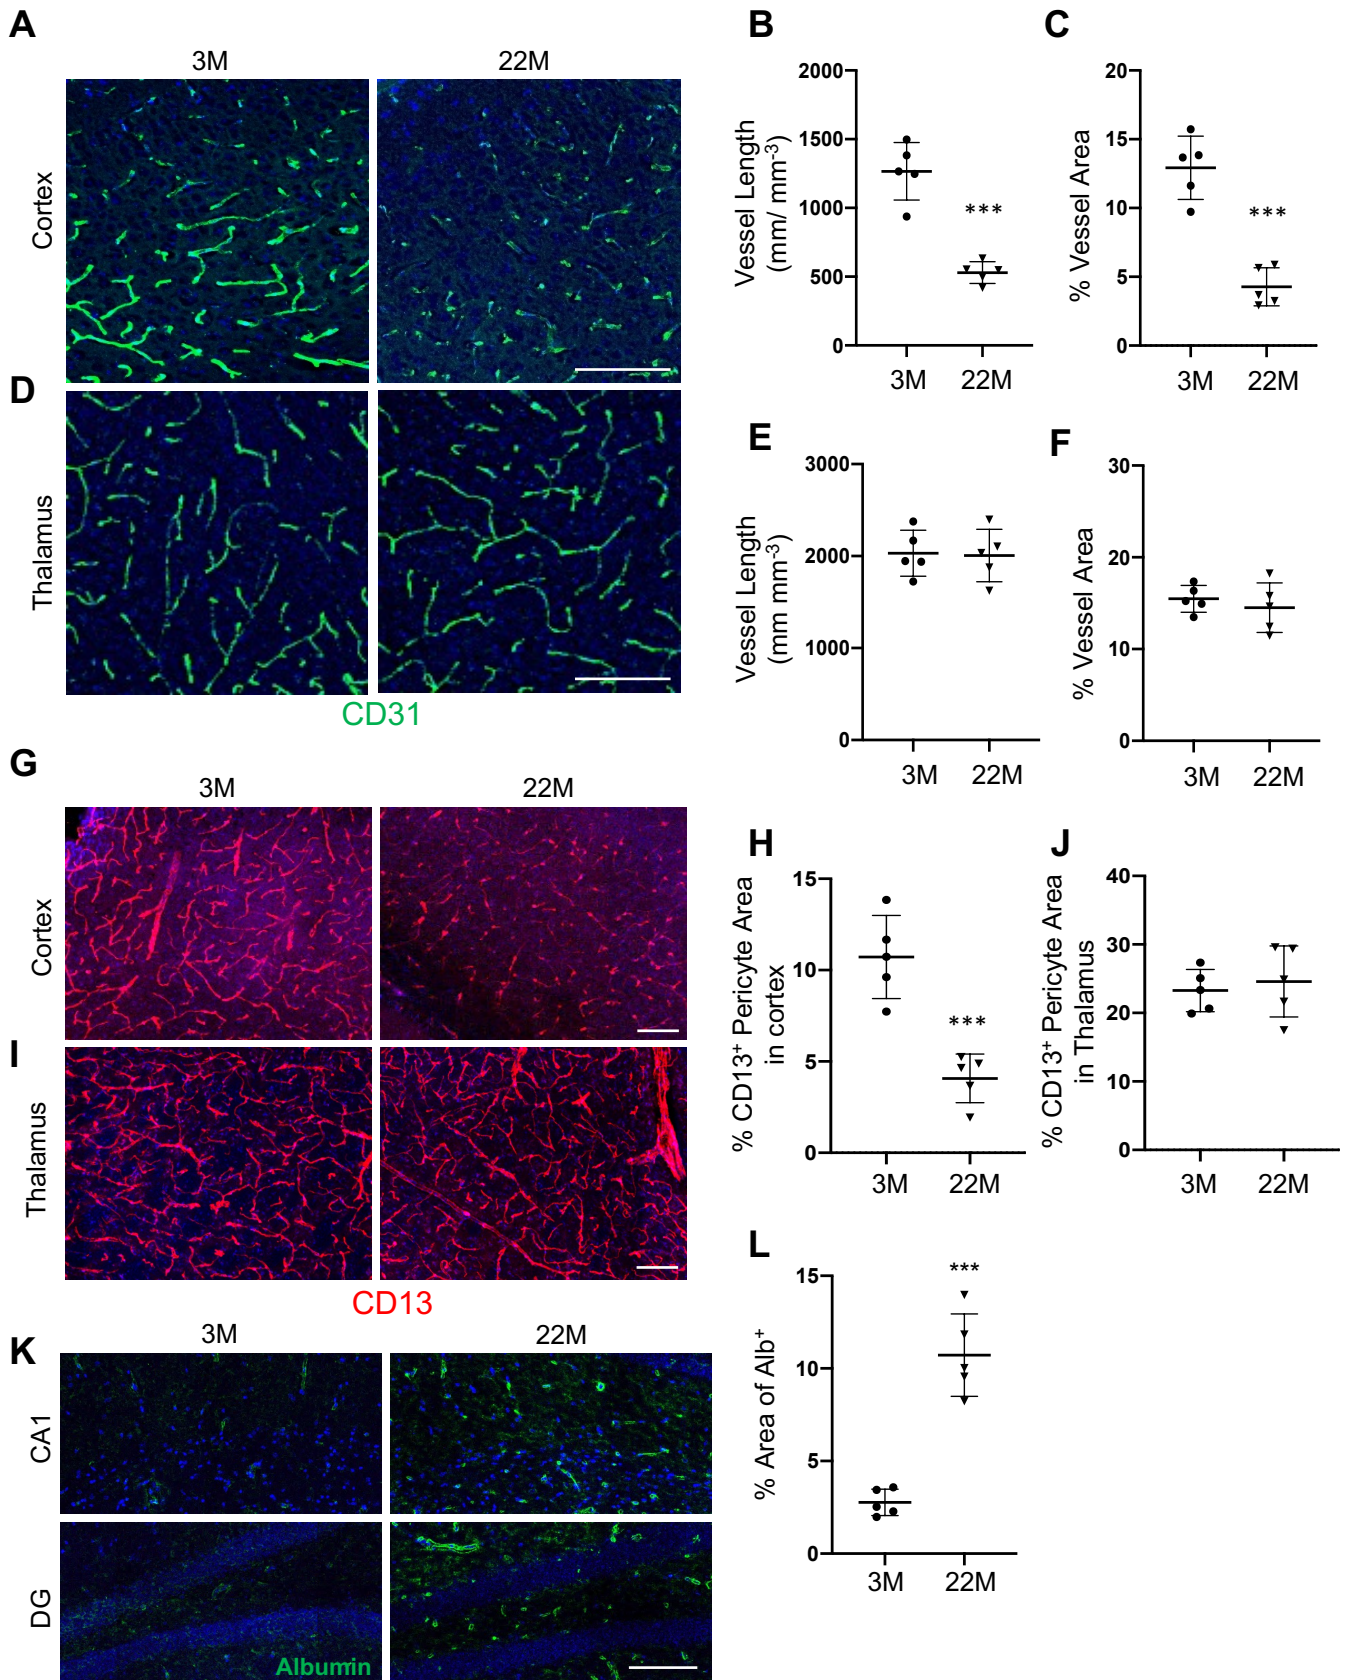 A
3M
22M
Cortex
D
Thalamus
CD31
B
Vessel Length
(mm/ mm-3)
2000
1500
1000
500
0
***
3M
22M
C
% Vessel Area
20
15
10
5
0
***
3M
22M
E
Vessel Length
(mm mm-3)
3000
2000
1000
0
3M
22M
F
% Vessel Area
30
20
10
0
3M
22M
G
3M
22M
Cortex
I
Thalamus
CD13
H
% CD13+ Pericyte Area
in cortex
15
10
5
0
***
3M
22M
J
% CD13+ Pericyte Area
in Thalamus
40
30
20
10
0
3M
22M
K
3M
22M
CA1
DG
Albumin
L
% Area of Alb+
15
10
5
0
***
3M
22M